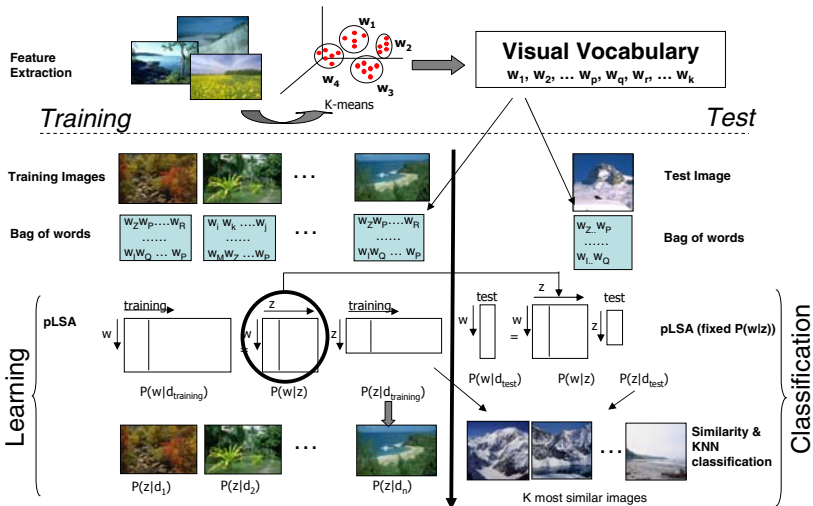 Feature
Extraction
w1
w2
w3
w4
K-means
Visual Vocabulary
w1, w2, … wp, wq, wr, … wk
Training
Test
Training Images
...
Test Image
Bag of words
wZwP….wR
……
wIwQ … wP
wi wk ….wj
……
wMwZ …wP
...
wZwP….wR
……
wIwQ … wP
wZ..wP
……
wI..wQ
Bag of words
Learning
pLSA
training
w
=
z
w
training
z
test
w
=
z
w
test
z
pLSA (fixed P(w|z))
Classification
P(w|dtraining)
P(w|z)
P(z|dtraining)
P(w|dtest)
P(w|z)
P(z|dtest)
...
...
Similarity &
KNN
classification
P(z|d1)
P(z|d2)
P(z|dn)
K most similar images